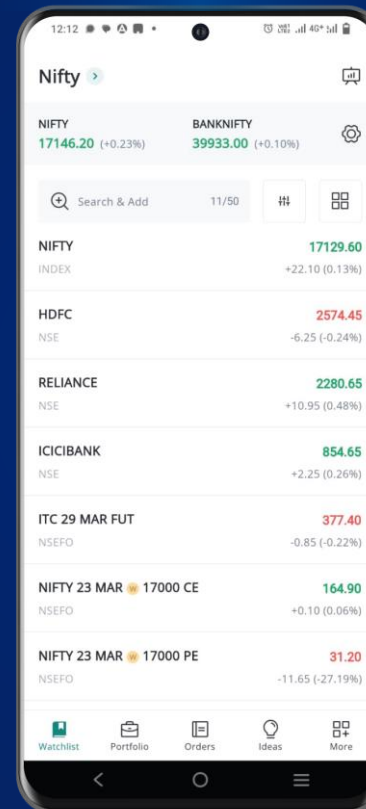 12:12
4G+
Nifty >
NIFTY BANKNIFTY
17146.20 (+0.23%) 39933.00 (+0.10%)
Search & Add 11/50
NIFTY 17129.60
INDEX +22.10 (0.13%)
HDFC 2574.45
NSE -6.25 (-0.24%)
RELIANCE 2280.65
NSE +10.95 (0.48%)
ICICIBANK 854.65
NSE +2.25 (0.26%)
ITC 29 MAR FUT 377.40
NSEFO -0.85 (-0.22%)
NIFTY 23 MAR W 17000 CE 164.90
NSEFO +0.10 (0.06%)
NIFTY 23 MAR W 17000 PE 31.20
NSEFO -11.65 (-27.19%)
Watchlist Portfolio Orders Ideas More